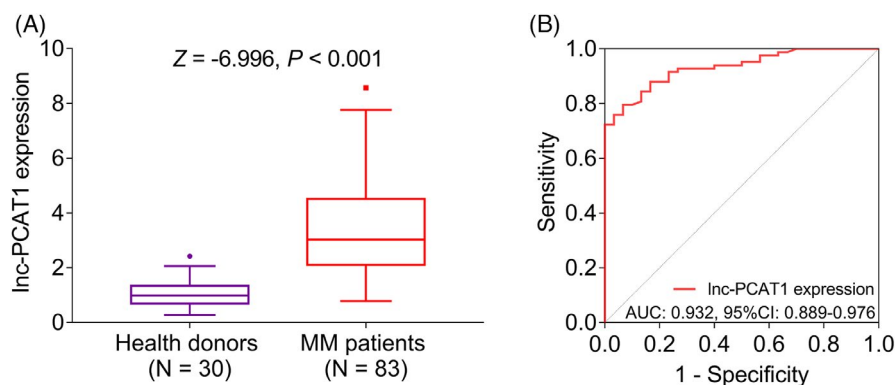 (A)
Z = -6.996, P < 0.001
lnc-PCAT1 expression
10
8
6
4
2
0
Health donors
(N = 30)
MM patients
(N = 83)
(B)
Sensitivity
1.0
0.8
0.6
0.4
0.2
0.0
lnc-PCAT1 expression
AUC: 0.932, 95%CI: 0.889-0.976
0.0 0.2 0.4 0.6 0.8 1.0
1 - Specificity